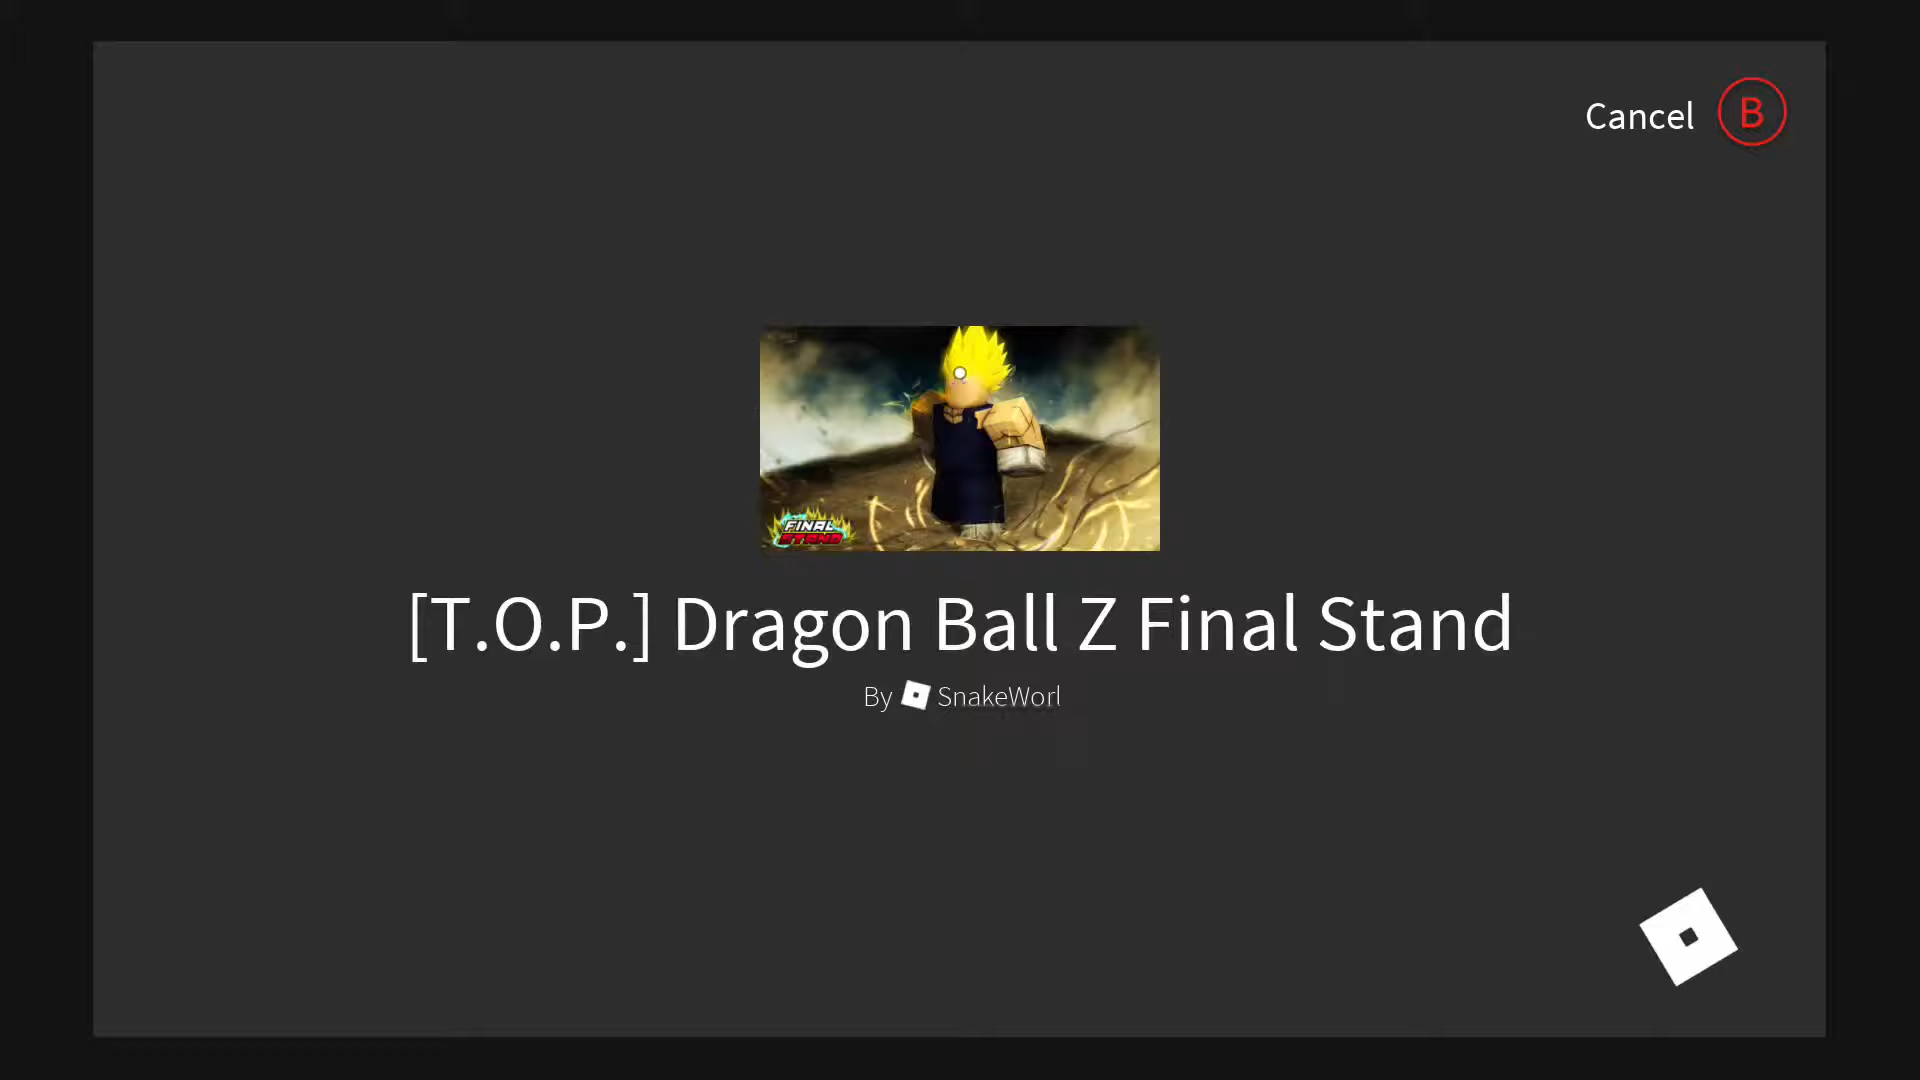 Cancel B
FINAL
STAND
[T.O.P.] Dragon Ball Z Final Stand
By SnakeWorl